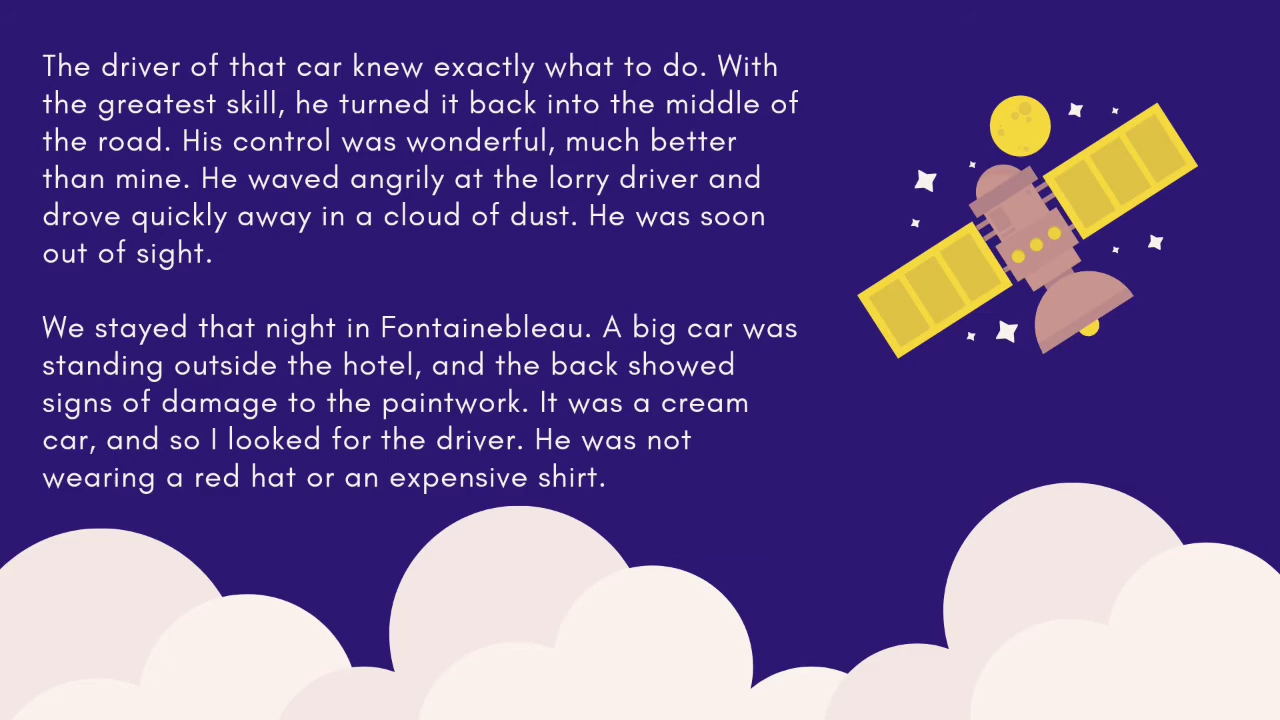 The driver of that car knew exactly what to do. With
the greatest skill, he turned it back into the middle of
the road. His control was wonderful, much better
than mine. He waved angrily at the lorry driver and
drove quickly away in a cloud of dust. He was soon
out of sight.
We stayed that night in Fontainebleau. A big car was
standing outside the hotel, and the back showed
signs of damage to the paintwork. It was a cream
car, and so I looked for the driver. He was not
wearing a red hat or an expensive shirt.